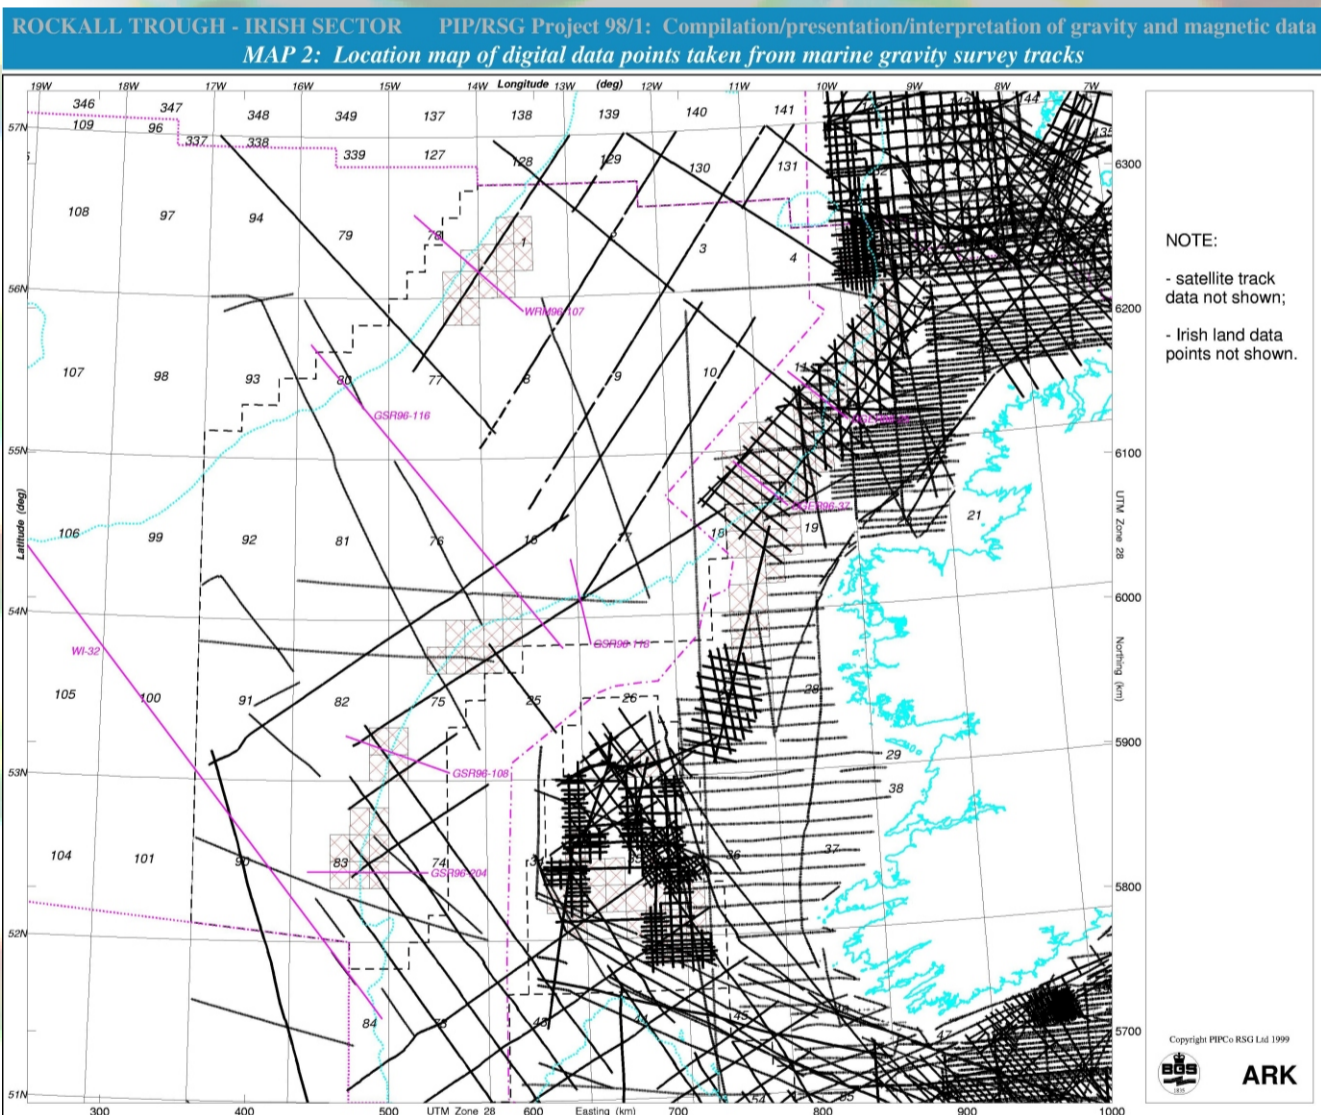 ROCKALL TROUGH - IRISH SECTOR PIP/RSG Project 98/1: Compilation/presentation/interpretation of gravity and magnetic data
MAP 2: Location map of digital data points taken from marine gravity survey tracks
19W 18W 17W 16W 15W 14W Longitude 13W (deg) 12W 11W 10W 9W 8W 7W
346 347 348 349 137 138 139 140 141 144
57N 109 96 337 338 339 127 128 129 130 131 6300
108 97 94 79 78 1 2 3 4
NOTE:
- satellite track
data not shown;
- Irish land data
points not shown.
56N 6200
WRM96-107
107 98 93 80 77 8 9 10
GSR96-116
55N 6100
Latitude (deg)
UTM Zone 28
106 99 92 81 76 18 19 21
54N 6000
WI-32
GSR96-116
Northing (km)
105 100 91 82 75 25 26 28
5900
53N GSR96-108 29
38
104 101 90 83 74 36 37
GSR96-204 5800
52N
84 73 43 44 45 47 5700
51N
54 55
300 400 500 UTM Zone 28 600 Easting (km) 700 800 900 1000
Copyright PIPCo RSG Ltd 1999
BGS
1835
ARK